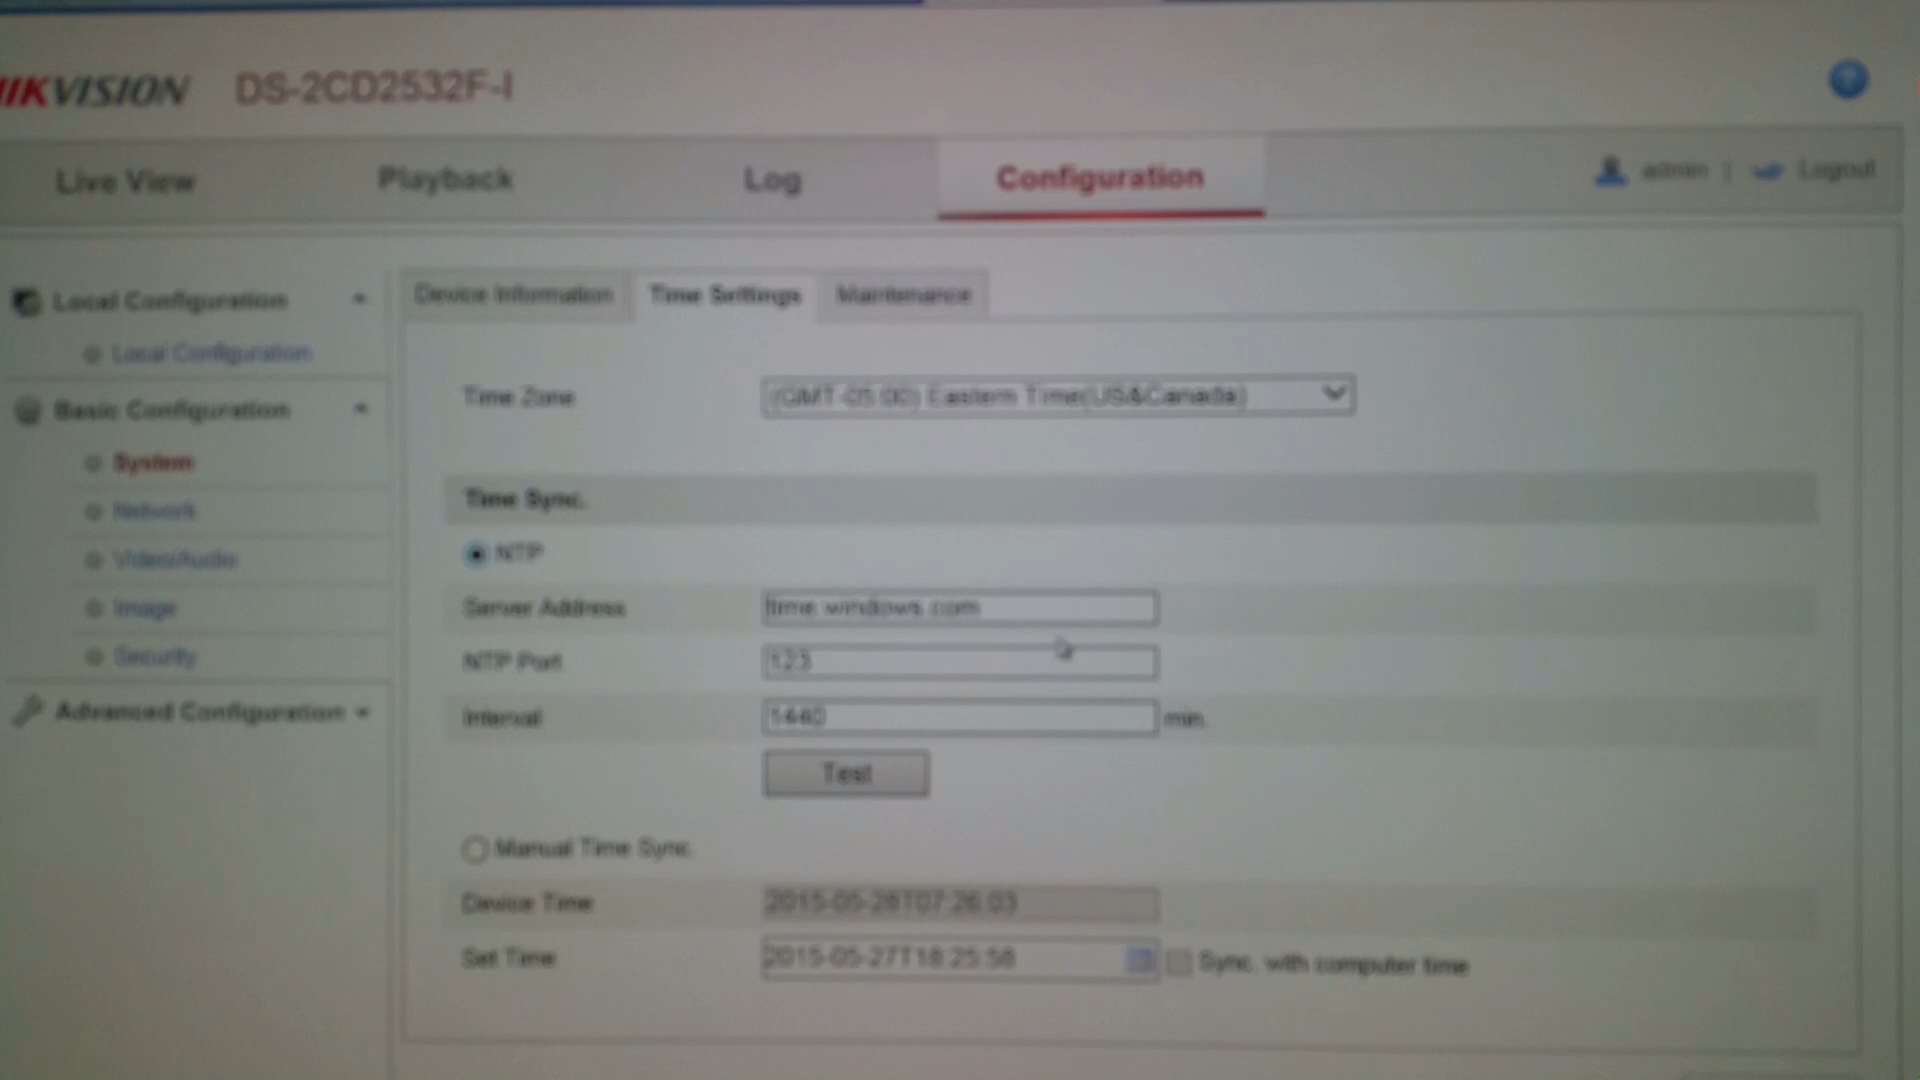 HIKVISION DS-2CD2532F-I
Live View Playback Log Configuration admin | Logout
Local Configuration
Local Configuration
Basic Configuration
System
Network
Video/Audio
Image
Security
Advanced Configuration
Device Information Time Settings Maintenance
Time Zone (GMT-05:00) Eastern Time(US&Canada)
Time Sync.
NTP
Server Address time.windows.com
NTP Port 123
Interval 1440 min.
Test
Manual Time Sync.
Device Time 2015-05-28T07:26:03
Set Time 2015-05-27T18:25:58 Sync. with computer time